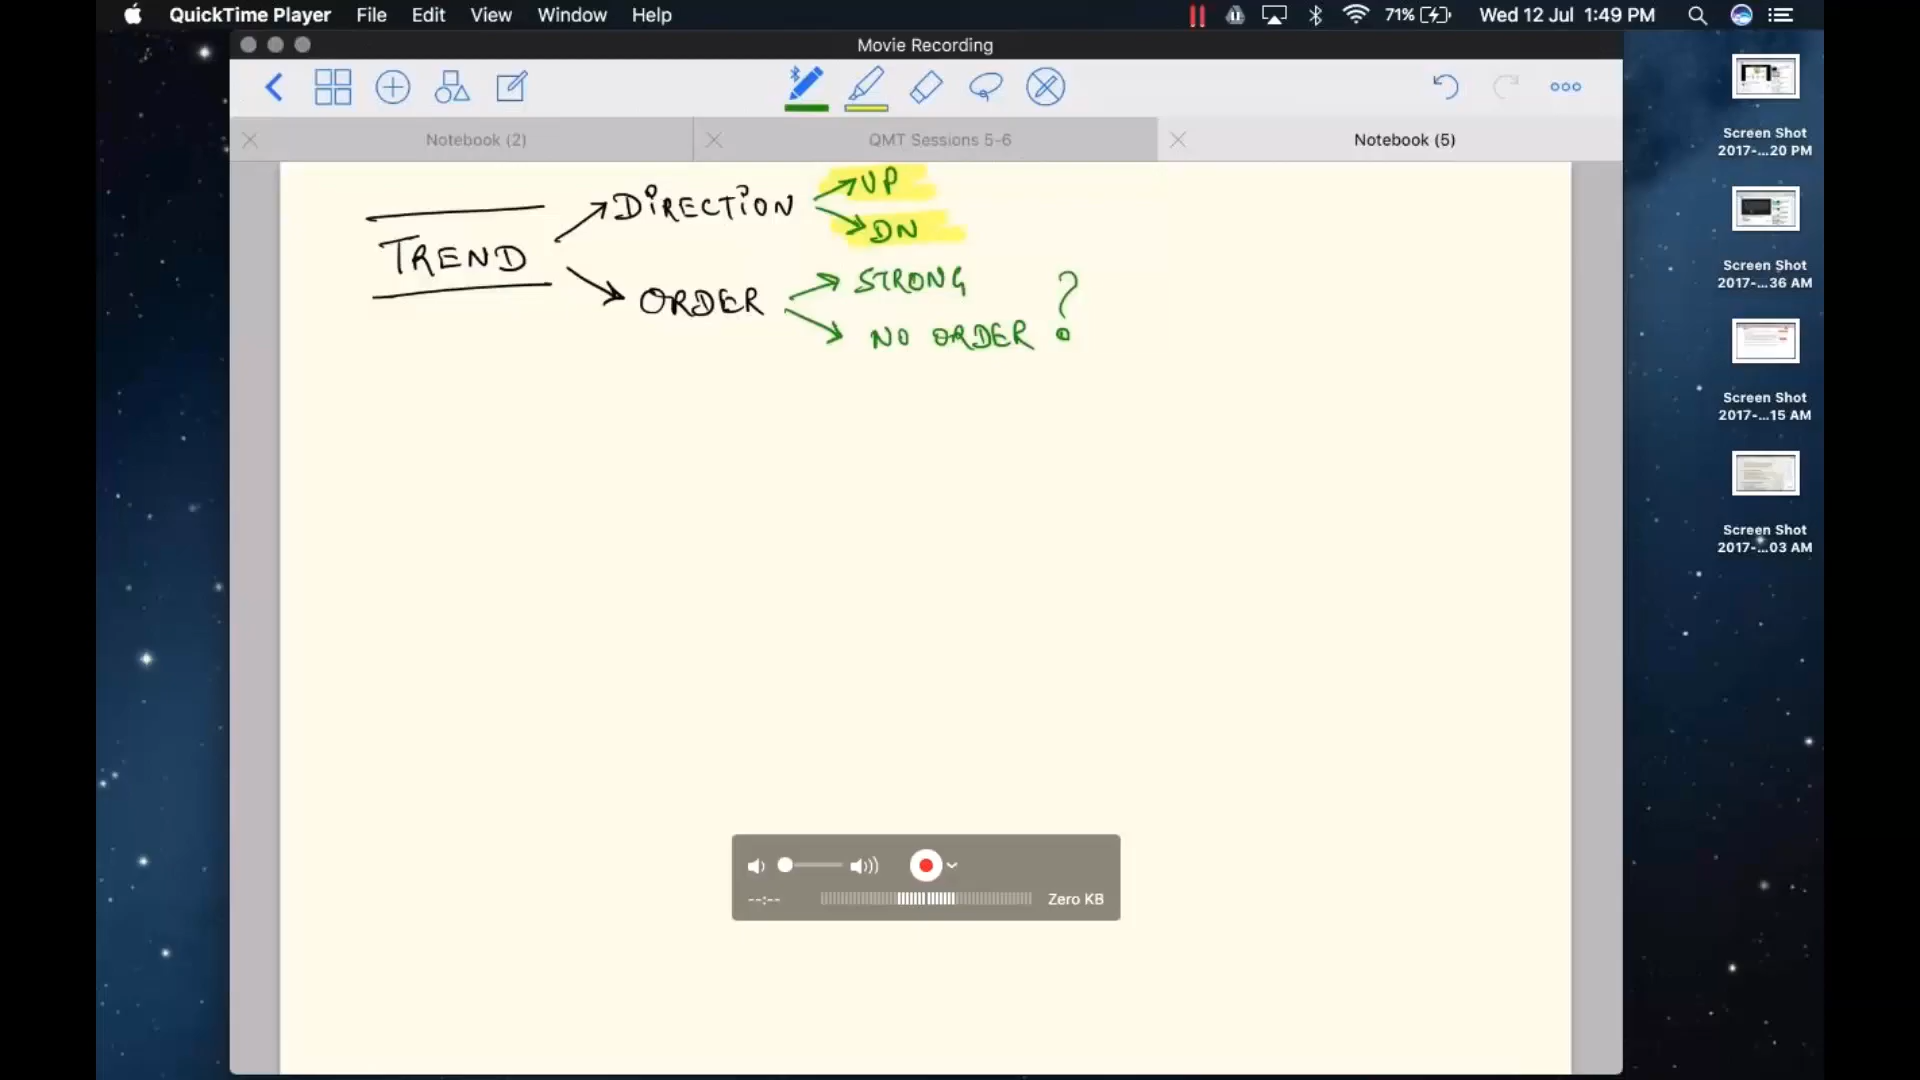 QuickTime Player File Edit View Window Help 71% Wed 12 Jul 1:49 PM
Movie Recording
Notebook (2) QMT Sessions 5-6 Notebook (5)
TREND
DIRECTION
UP
DN
ORDER
STRONG
NO ORDER ?
--:-- Zero KB
Screen Shot
2017-...20 PM
Screen Shot
2017-...36 AM
Screen Shot
2017-...15 AM
Screen Shot
2017-...03 AM